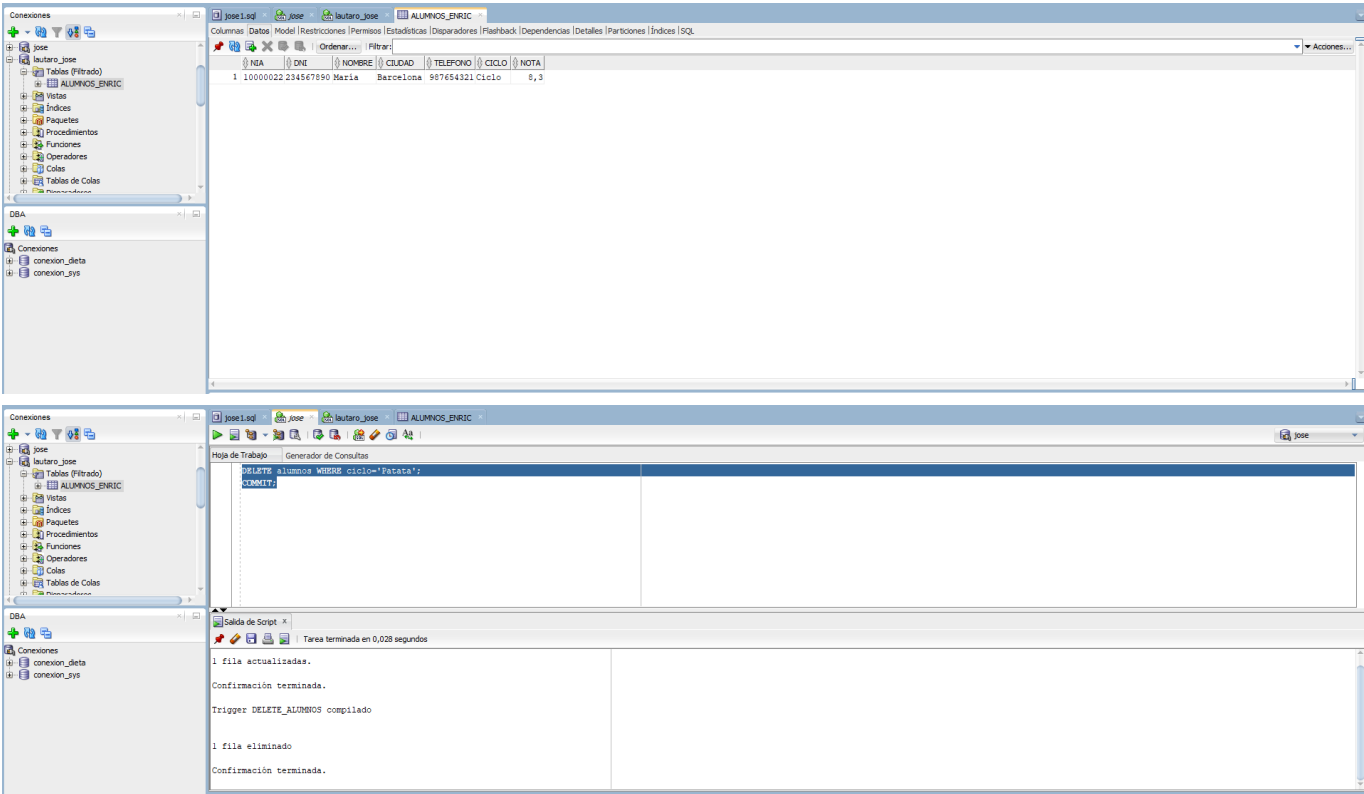 Conexiones
jose
lautaro_jose
Tablas (Filtrado)
ALUMNOS_ENRIC
Vistas
Índices
Paquetes
Procedimientos
Funciones
Operadores
Colas
Tablas de Colas
Disparadores
DBA
Conexiones
conexion_dieta
conexion_sys
jose1.sql jose lautaro_jose ALUMNOS_ENRIC
Columnas Datos Model Restricciones Permisos Estadísticas Disparadores Flashback Dependencias Detalles Particiones Índices SQL
Ordenar... Filtrar: Acciones...
NIA DNI NOMBRE CIUDAD TELEFONO CICLO NOTA
1 10000022 234567890 María Barcelona 987654321 Ciclo 8,3
Conexiones
jose
lautaro_jose
Tablas (Filtrado)
ALUMNOS_ENRIC
Vistas
Índices
Paquetes
Procedimientos
Funciones
Operadores
Colas
Tablas de Colas
Disparadores
DBA
Conexiones
conexion_dieta
conexion_sys
jose1.sql jose lautaro_jose ALUMNOS_ENRIC
jose
Hoja de Trabajo Generador de Consultas
DELETE alumnos WHERE ciclo='Patata';
COMMIT;
Salida de Script x
Tarea terminada en 0,028 segundos
1 fila actualizadas.
Confirmación terminada.
Trigger DELETE_ALUMNOS compilado
1 fila eliminado
Confirmación terminada.